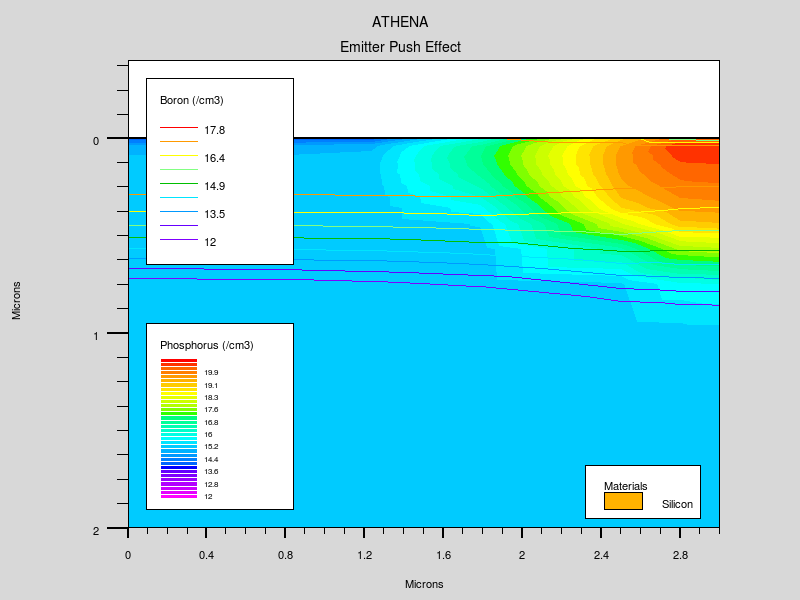 ATHENA
Emitter Push Effect
Boron (/cm3)
17.8
16.4
14.9
13.5
12
Phosphorus (/cm3)
19.9
19.1
18.3
17.6
16.8
16
15.2
14.4
13.6
12.8
12
Materials
Silicon
Microns
0
1
2
0 0.4 0.8 1.2 1.6 2 2.4 2.8
Microns